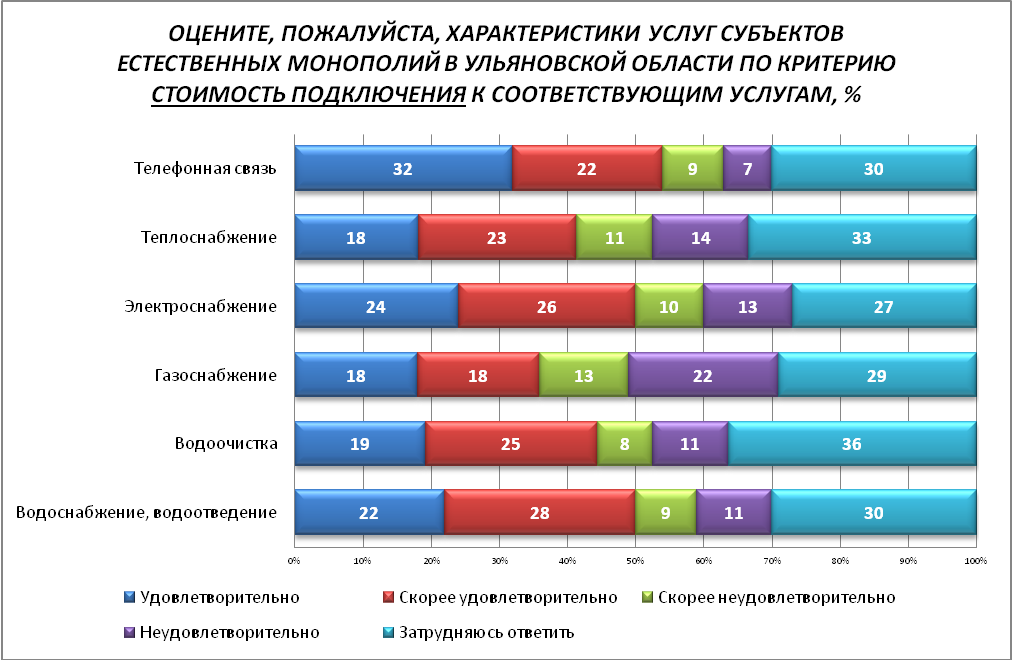 ОЦЕНИТЕ, ПОЖАЛУЙСТА, ХАРАКТЕРИСТИКИ УСЛУГ СУБЪЕКТОВ
ЕСТЕСТВЕННЫХ МОНОПОЛИЙ В УЛЬЯНОВСКОЙ ОБЛАСТИ ПО КРИТЕРИЮ
СТОИМОСТЬ ПОДКЛЮЧЕНИЯ К СООТВЕТСТВУЮЩИМ УСЛУГАМ, %
Телефонная связь 32 22 9 7 30
Теплоснабжение 18 23 11 14 33
Электроснабжение 24 26 10 13 27
Газоснабжение 18 18 13 22 29
Водоочистка 19 25 8 11 36
Водоснабжение, водоотведение 22 28 9 11 30
0% 10% 20% 30% 40% 50% 60% 70% 80% 90% 100%
Удовлетворительно Скорее удовлетворительно Скорее неудовлетворительно
Неудовлетворительно Затрудняюсь ответить